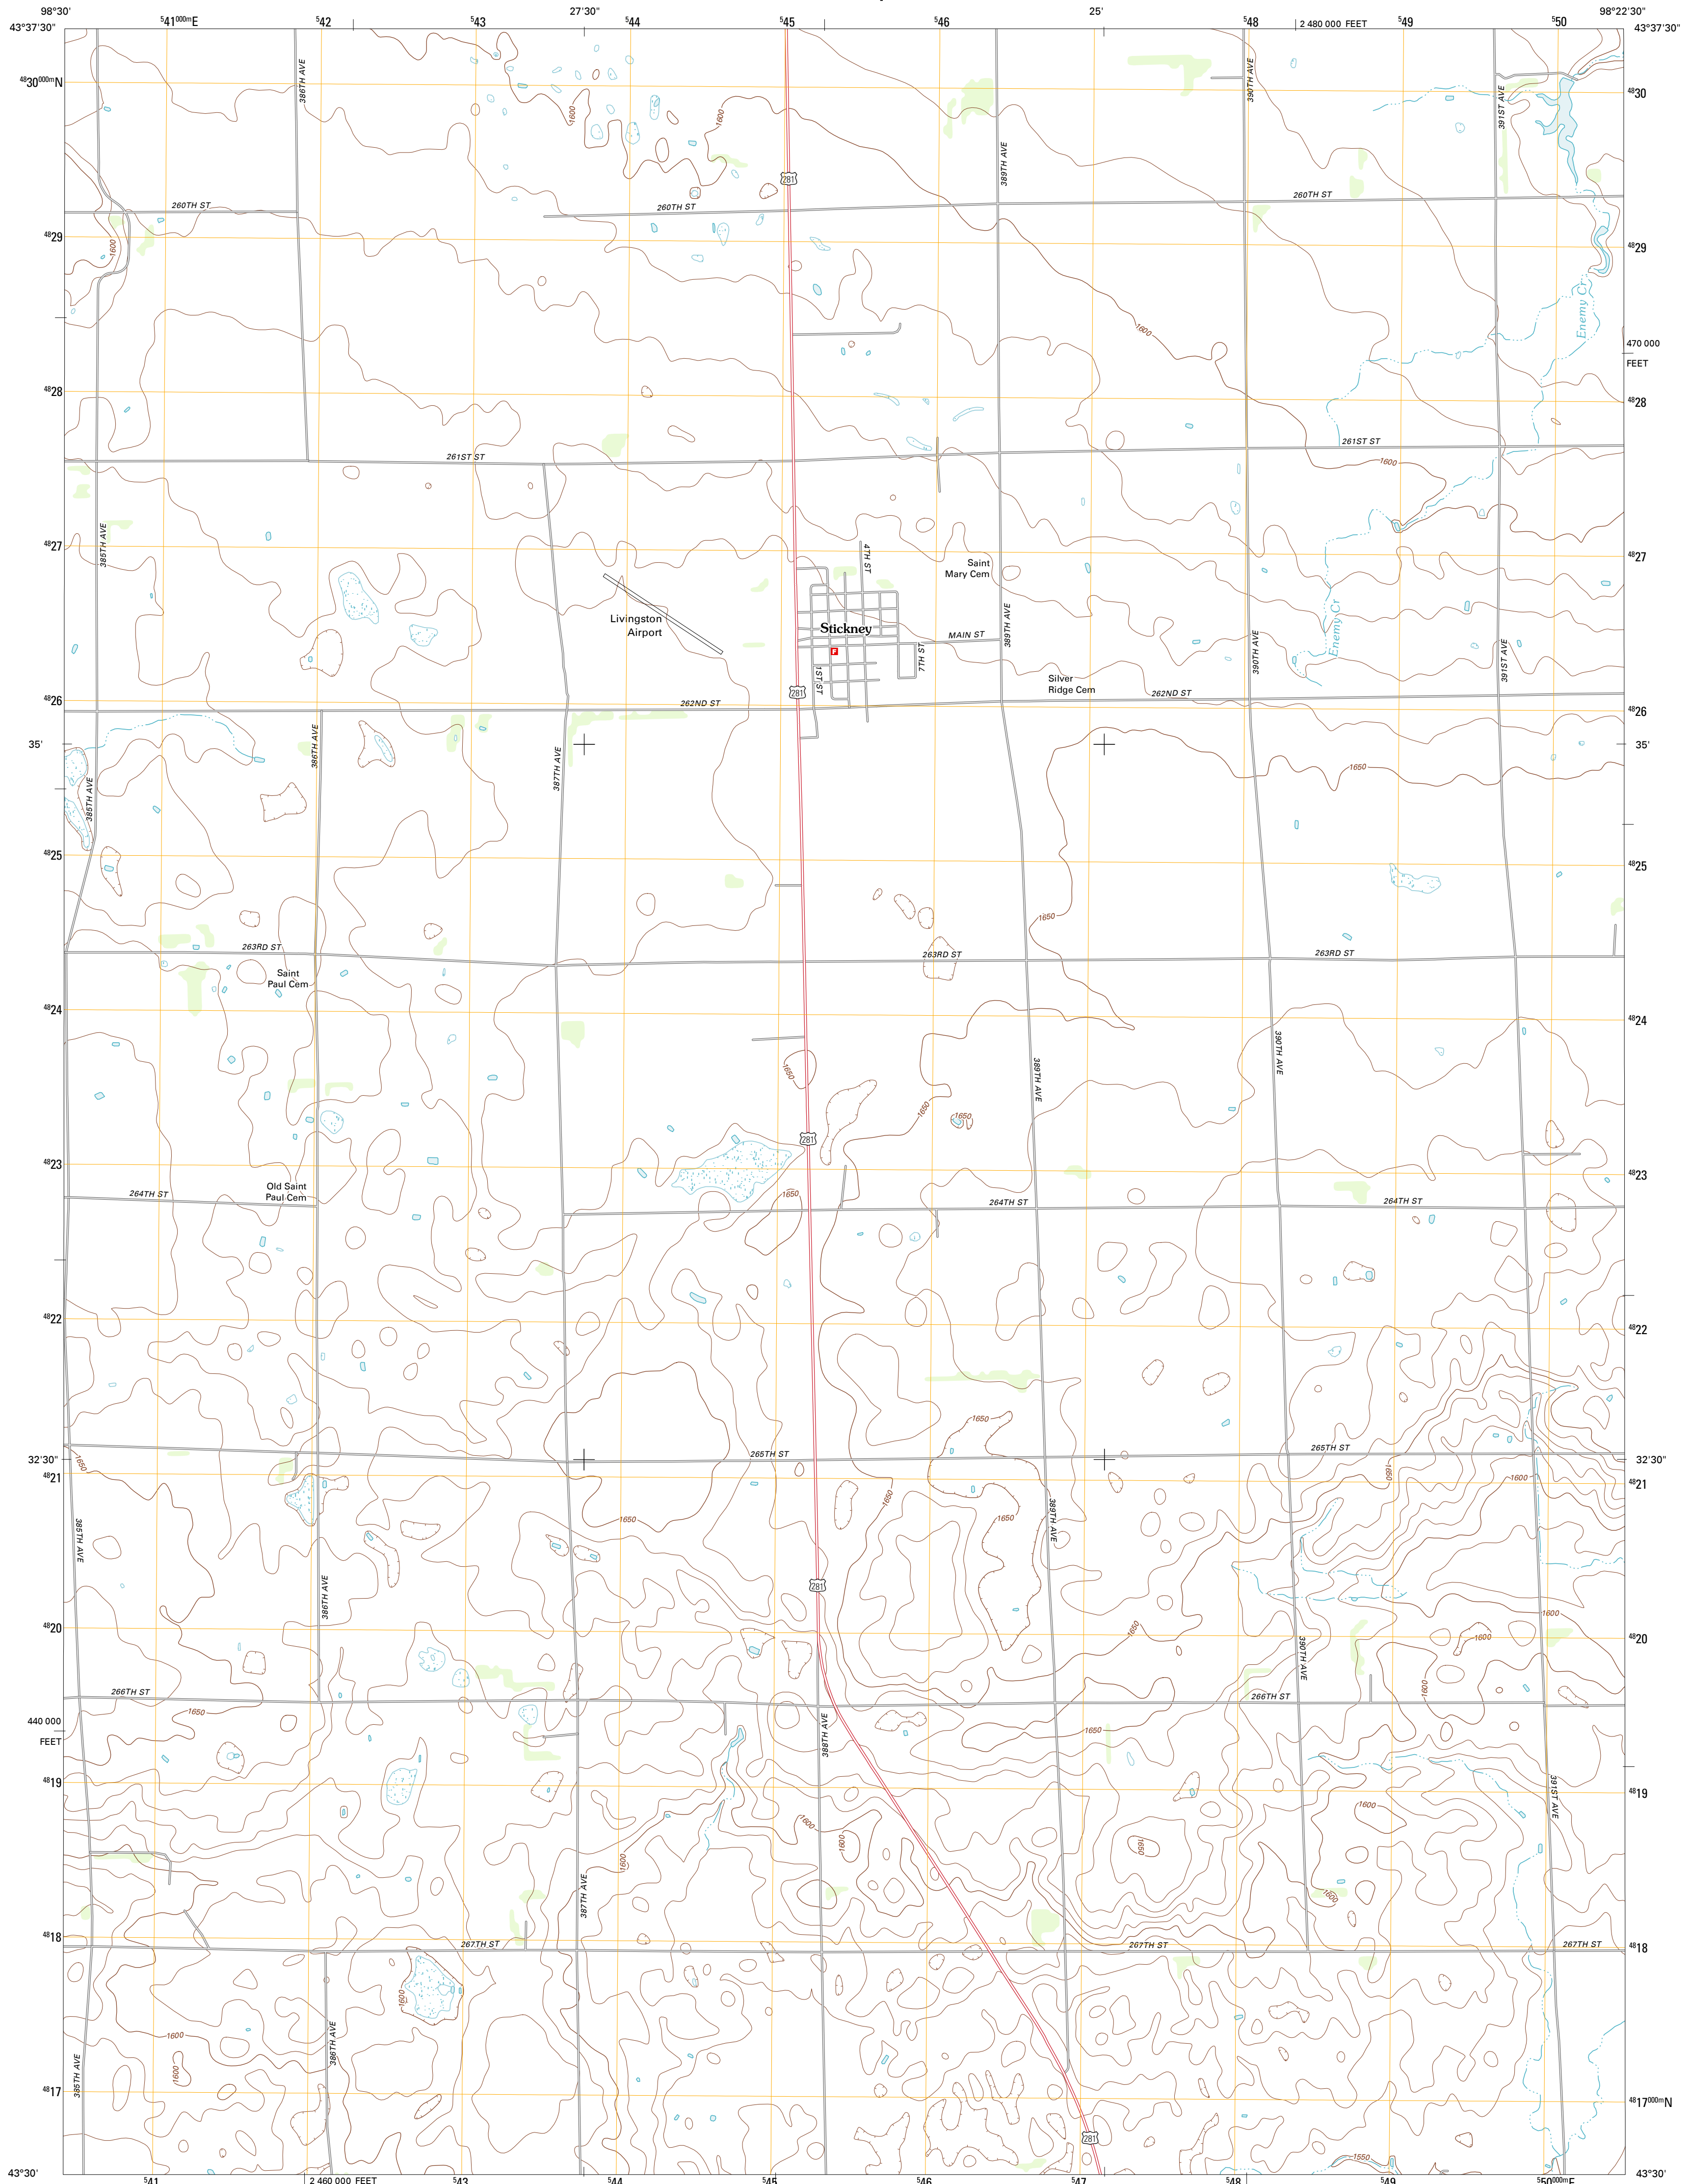 98°30'
⁵41⁰⁰⁰ᵐE
⁵42
⁵43
27'30"
⁵44
⁵45
⁵46
25'
⁵48
2 480 000 FEET
⁵49
⁵50
98°22'30"
43°37'30"
43°37'30"
⁴⁸30⁰⁰⁰ᵐN
386TH AVE
1600
1600
390TH AVE
391ST AVE
⁴⁸30
281
389TH AVE
260TH ST
260TH ST
260TH ST
⁴⁸29
1600
⁴⁸29
Enemy Cr
1600
470 000
FEET
⁴⁸28
⁴⁸28
261ST ST
261ST ST
1600
385TH AVE
⁴⁸27
4TH ST
Saint
Mary Cem
⁴⁸27
Livingston
Airport
Stickney
F
MAIN ST
389TH AVE
Enemy Cr
390TH AVE
391ST AVE
7TH ST
1ST ST
Silver
Ridge Cem
281
262ND ST
262ND ST
⁴⁸26
⁴⁸26
35'
386TH AVE
387TH AVE
35'
1650
385TH AVE
⁴⁸25
⁴⁸25
1650
263RD ST
263RD ST
263RD ST
Saint
Paul Cem
⁴⁸24
⁴⁸24
390TH AVE
389TH AVE
1650
1650
1650
281
⁴⁸23
⁴⁸23
Old Saint
Paul Cem
264TH ST
1650
264TH ST
264TH ST
⁴⁸22
⁴⁸22
1650
265TH ST
265TH ST
32'30"
1650
1650
1600
32'30"
⁴⁸21
⁴⁸21
1650
1650
1650
389TH AVE
385TH AVE
281
386TH AVE
1600
⁴⁸20
1650
1600
⁴⁸20
390TH AVE
266TH ST
1600
266TH ST
1650
440 000
FEET
388TH AVE
1650
⁴⁸19
391ST AVE
⁴⁸19
1600
1600
1600
1650
1600
387TH AVE
1600
⁴⁸18
267TH ST
267TH ST
267TH ST
⁴⁸18
1600
1600
386TH AVE
1600
385TH AVE
⁴⁸17
⁴⁸17⁰⁰⁰ᵐN
281
1550
43°30'
43°30'
⁵41
2 460 000 FEET
⁵43
⁵44
⁵45
⁵46
⁵47
⁵48
⁵49
⁵50⁰⁰⁰ᵐE